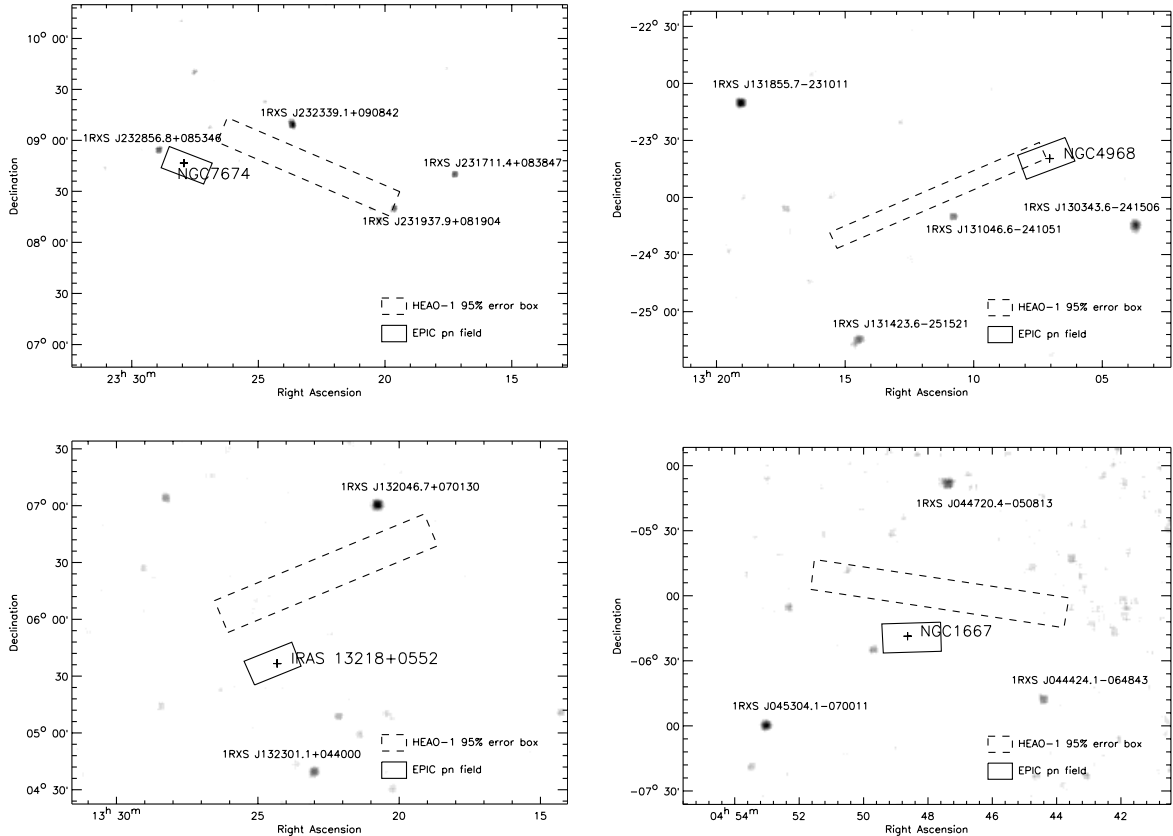 10° 00'
30
09° 00'
30
08° 00'
30
07° 00'
Declination
1RXS J232339.1+090842
1RXS J232856.8+085346
NGC7674
1RXS J231711.4+083847
1RXS J231937.9+081904
HEAO-1 95% error box
EPIC pn field
23h 30m
25
20
15
Right Ascension
-22° 30'
00
-23° 30'
00
-24° 30'
-25° 00'
Declination
1RXS J131855.7-231011
NGC4968
1RXS J130343.6-241506
1RXS J131046.6-241051
1RXS J131423.6-251521
HEAO-1 95% error box
EPIC pn field
13h 20m
15
10
05
Right Ascension
30
07° 00'
30
06° 00'
30
05° 00'
04° 30'
Declination
1RXS J132046.7+070130
IRAS 13218+0552
1RXS J132301.1+044000
HEAO-1 95% error box
EPIC pn field
13h 30m
25
20
Right Ascension
00
-05° 30'
00
-06° 30'
00
-07° 30'
Declination
1RXS J044720.4-050813
NGC1667
1RXS J044424.1-064843
1RXS J045304.1-070011
HEAO-1 95% error box
EPIC pn field
04h 54m
52
50
48
46
44
42
Right Ascension